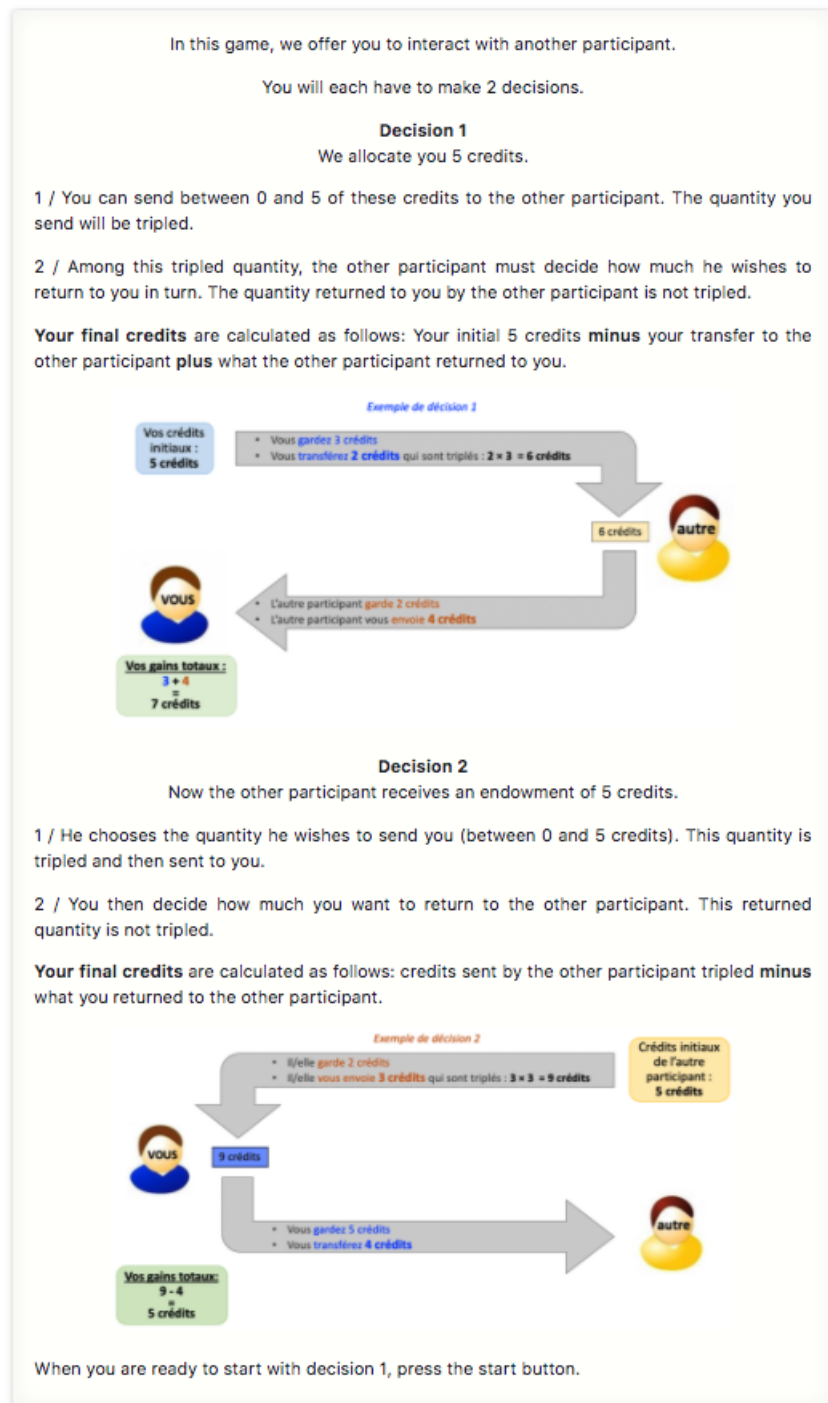 In this game, we offer you to interact with another participant.
You will each have to make 2 decisions.
Decision 1
We allocate you 5 credits.
1 / You can send between 0 and 5 of these credits to the other participant. The quantity you
send will be tripled.
2 / Among this tripled quantity, the other participant must decide how much he wishes to
return to you in turn. The quantity returned to you by the other participant is not tripled.
Your final credits are calculated as follows: Your initial 5 credits minus your transfer to the
other participant plus what the other participant returned to you.
Exemple de décision 1
Vos crédits
initiaux :
5 crédits
• Vous gardez 3 crédits
• Vous transférez 2 crédits qui sont triplés : 2 × 3 = 6 crédits
6 crédits
autre
VOUS
• L'autre participant garde 2 crédits
• L'autre participant vous envoie 4 crédits
Vos gains totaux :
3 + 4
=
7 crédits
Decision 2
Now the other participant receives an endowment of 5 credits.
1 / He chooses the quantity he wishes to send you (between 0 and 5 credits). This quantity is
tripled and then sent to you.
2 / You then decide how much you want to return to the other participant. This returned
quantity is not tripled.
Your final credits are calculated as follows: credits sent by the other participant tripled minus
what you returned to the other participant.
Exemple de décision 2
• Il/elle garde 2 crédits
• Il/elle vous envoie 3 crédits qui sont triplés : 3 × 3 = 9 crédits
Crédits initiaux
de l'autre
participant :
5 crédits
VOUS
9 crédits
• Vous gardez 5 crédits
• Vous transférez 4 crédits
autre
Vos gains totaux:
9 - 4
=
5 crédits
When you are ready to start with decision 1, press the start button.